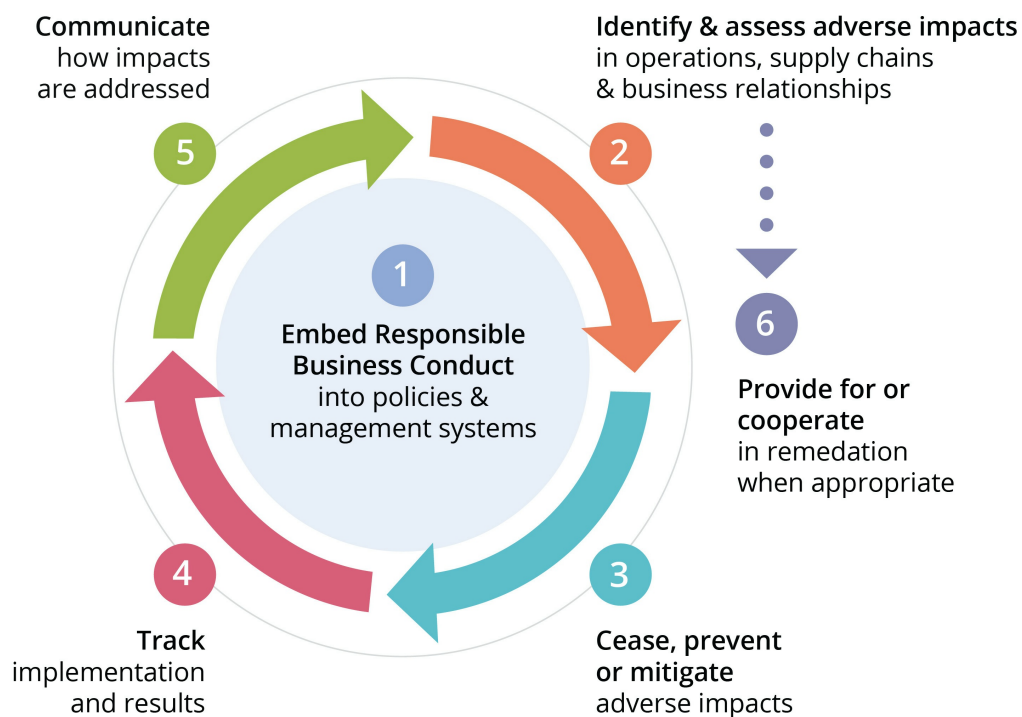 Communicate
how impacts
are addressed
5
Identify & assess adverse impacts
in operations, supply chains
& business relationships
2
1
Embed Responsible
Business Conduct
into policies &
management systems
6
Provide for or
cooperate
in remedation
when appropriate
4
Track
implementation
and results
3
Cease, prevent
or mitigate
adverse impacts